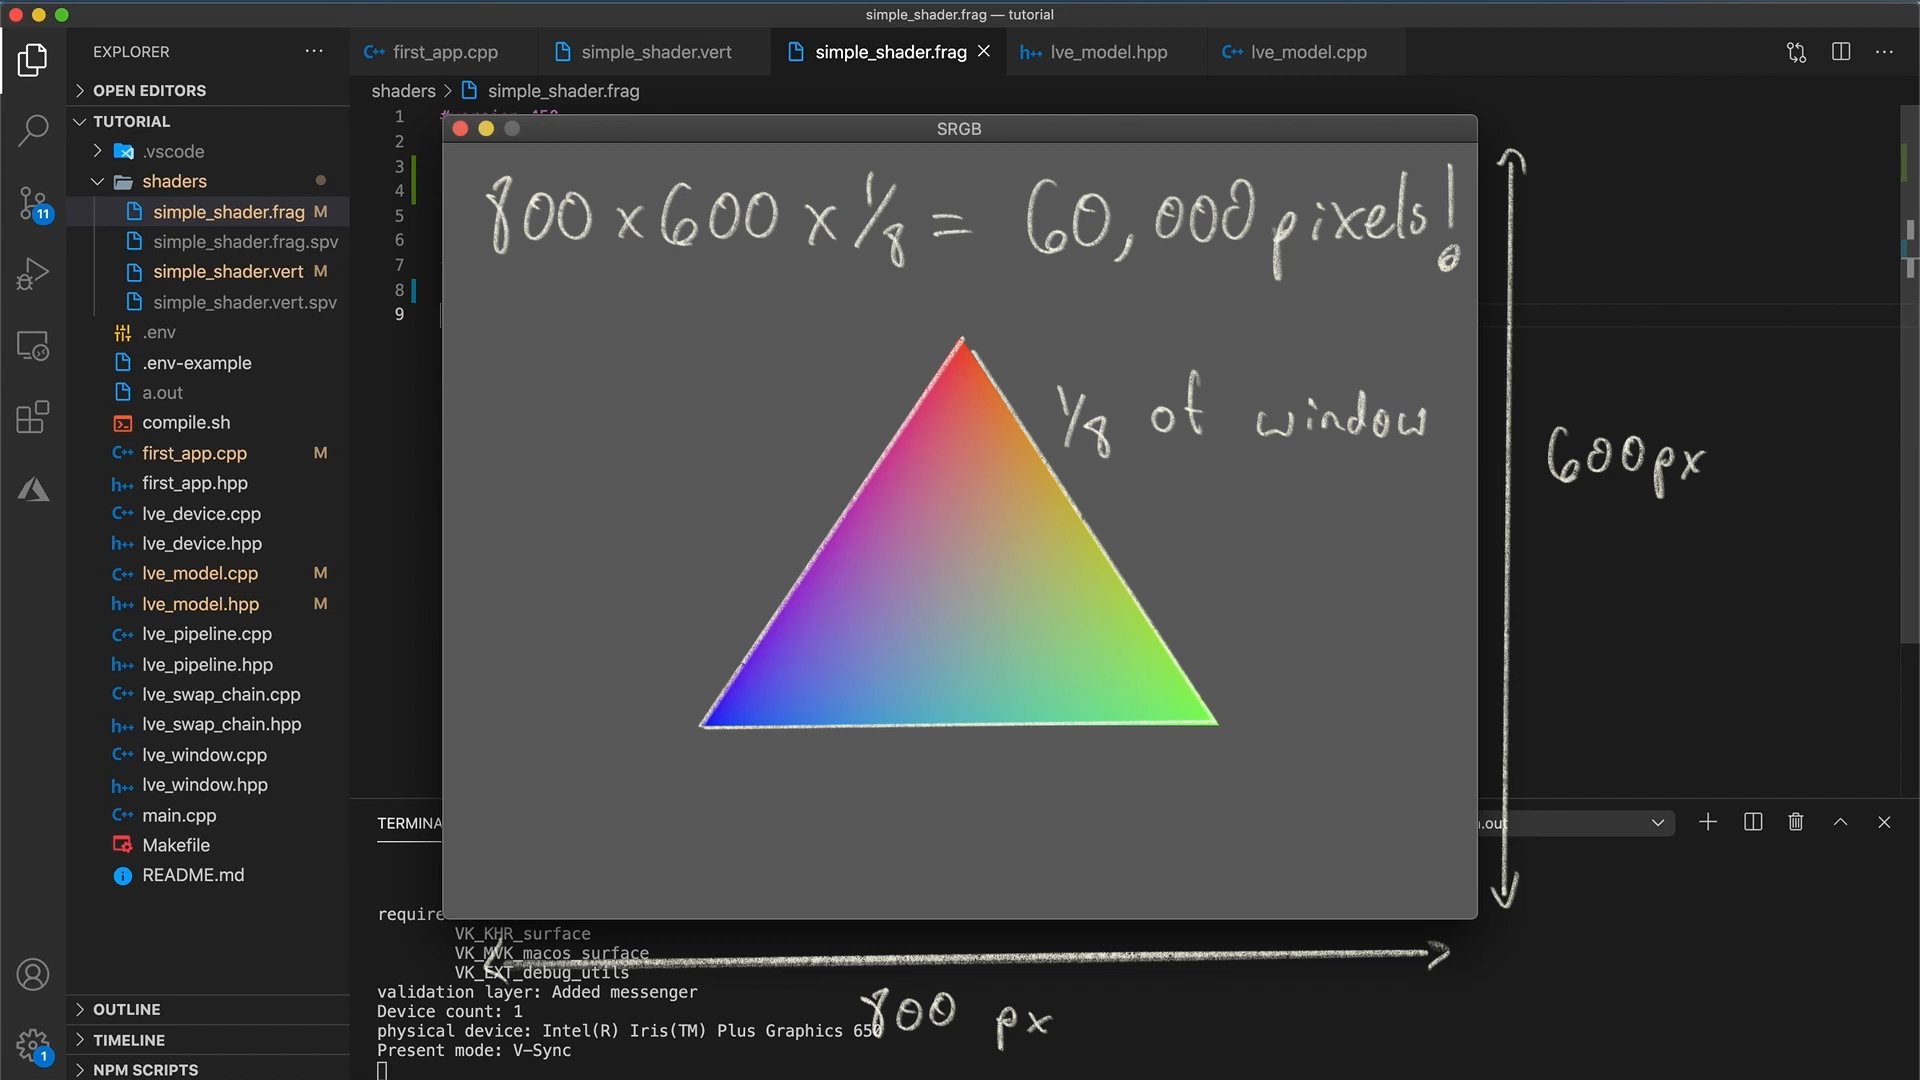 simple_shader.frag — tutorial
EXPLORER
first_app.cpp
simple_shader.vert
simple_shader.frag
h++ lve_model.hpp
lve_model.cpp
OPEN EDITORS
shaders > simple_shader.frag
TUTORIAL
.vscode
shaders
simple_shader.frag M
simple_shader.frag.spv
simple_shader.vert M
simple_shader.vert.spv
.env
.env-example
a.out
compile.sh
first_app.cpp M
first_app.hpp
lve_device.cpp
lve_device.hpp
lve_model.cpp M
lve_model.hpp M
lve_pipeline.cpp
lve_pipeline.hpp
lve_swap_chain.cpp
lve_swap_chain.hpp
lve_window.cpp
lve_window.hpp
main.cpp
Makefile
README.md
OUTLINE
TIMELINE
NPM SCRIPTS
11
1
1
2
3
4
5
6
7
8
9
SRGB
800 x 600 x 1/8 = 60,000 pixels!
1/8 of window
600px
800 px
TERMINA
.out
require
VK_KHR_surface
VK_MVK_macos_surface
VK_EXT_debug_utils
validation layer: Added messenger
Device count: 1
physical device: Intel(R) Iris(TM) Plus Graphics 650
Present mode: V-Sync